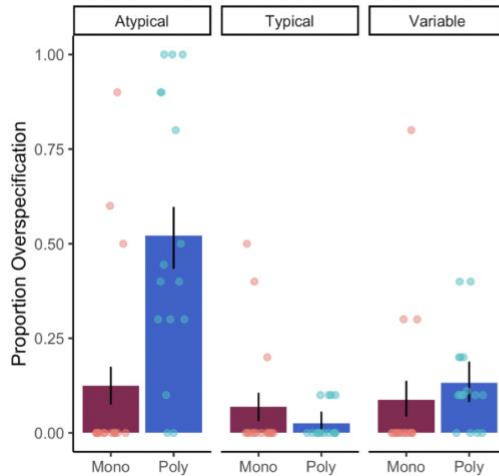 Atypical Typical Variable
Proportion Overspecification
1.00
0.75
0.50
0.25
0.00
Mono Poly Mono Poly Mono Poly